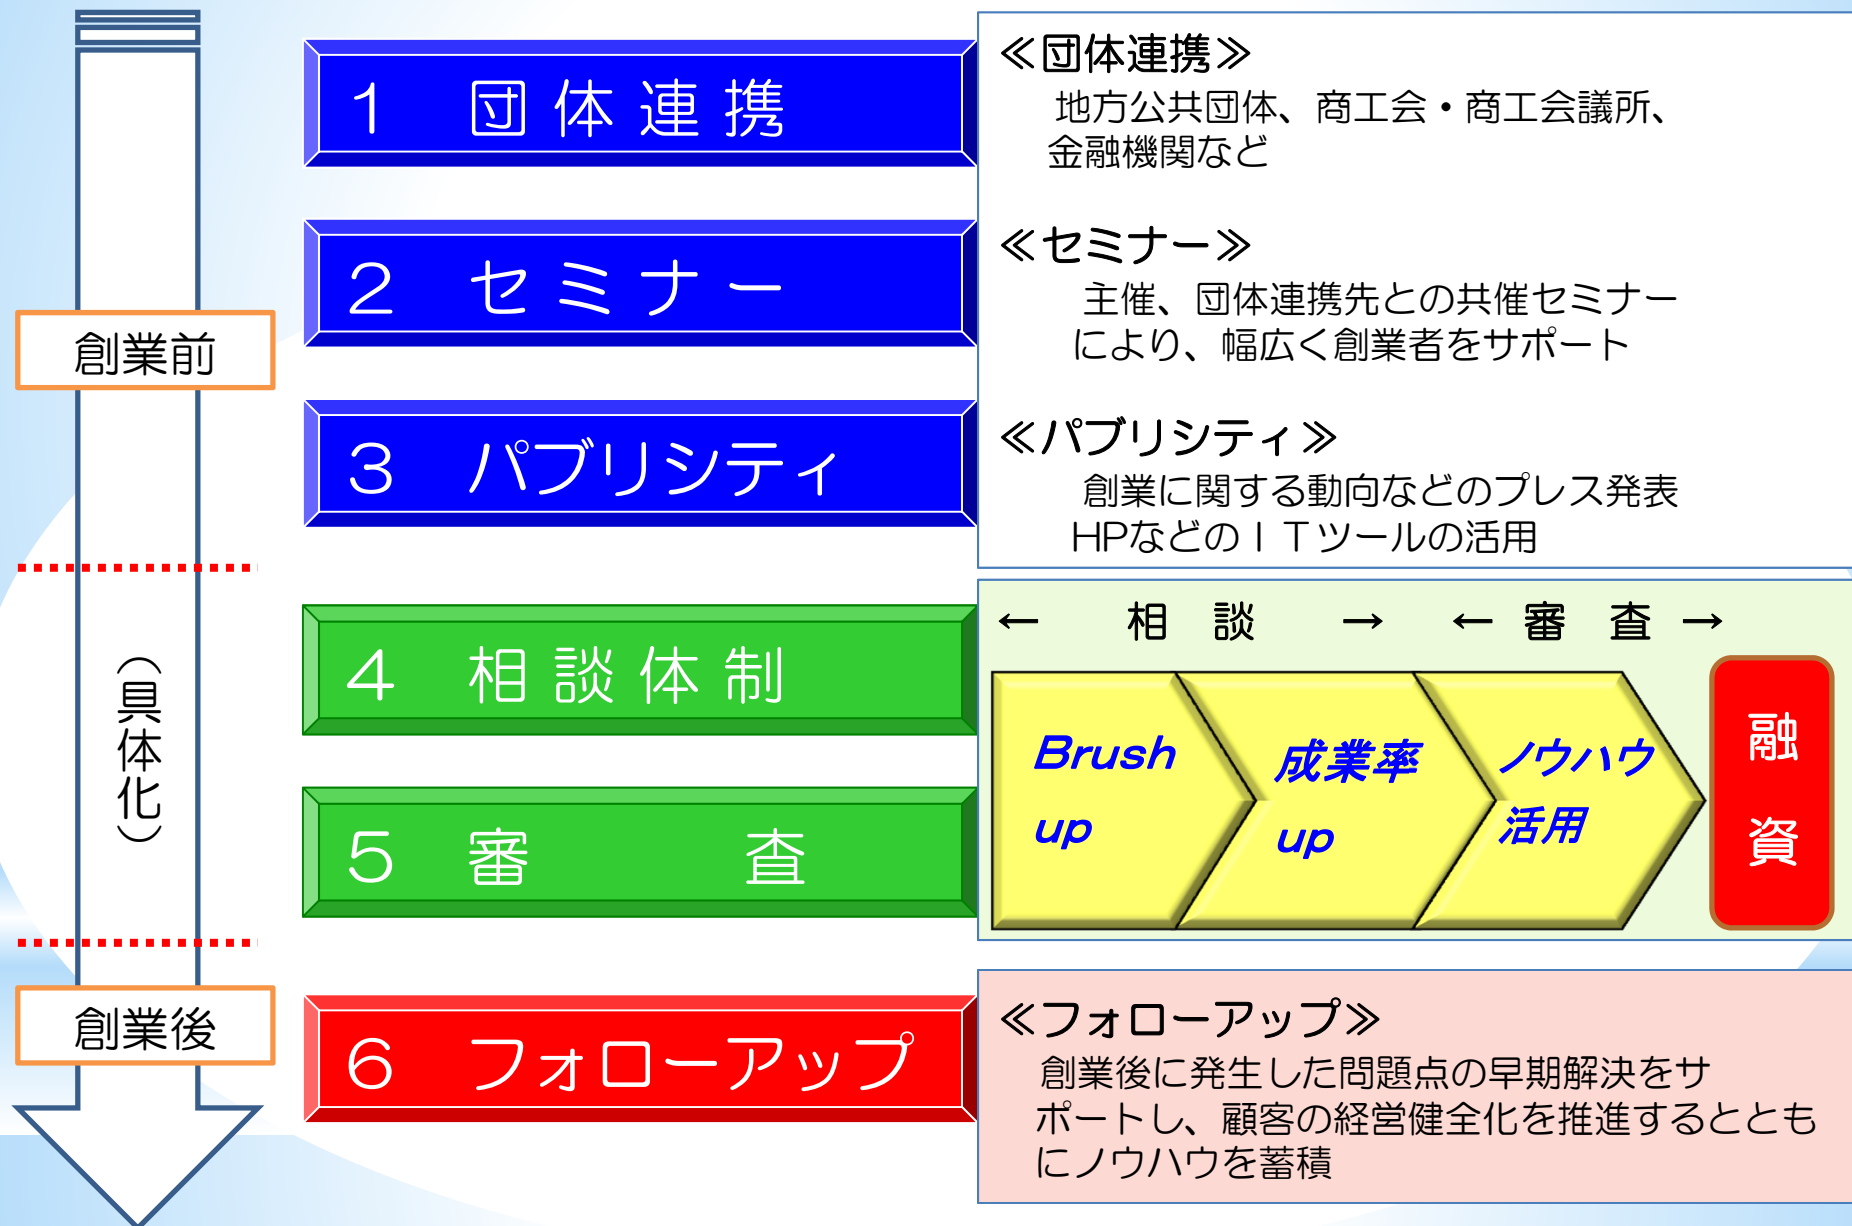 創業前
(具体化)
創業後
1 団体連携
2 セミナー
3 パブリシティ
4 相談体制
5 審査
6 フォローアップ
≪団体連携≫
地方公共団体、商工会・商工会議所、
金融機関など
≪セミナー≫
主催、団体連携先との共催セミナー
により、幅広く創業者をサポート
≪パブリシティ≫
創業に関する動向などのプレス発表
HPなどのITツールの活用
← 相談 → ← 審査 →
Brush
up
成業率
up
ノウハウ
活用
融資
≪フォローアップ≫
創業後に発生した問題点の早期解決をサ
ポートし、顧客の経営健全化を推進するととも
にノウハウを蓄積